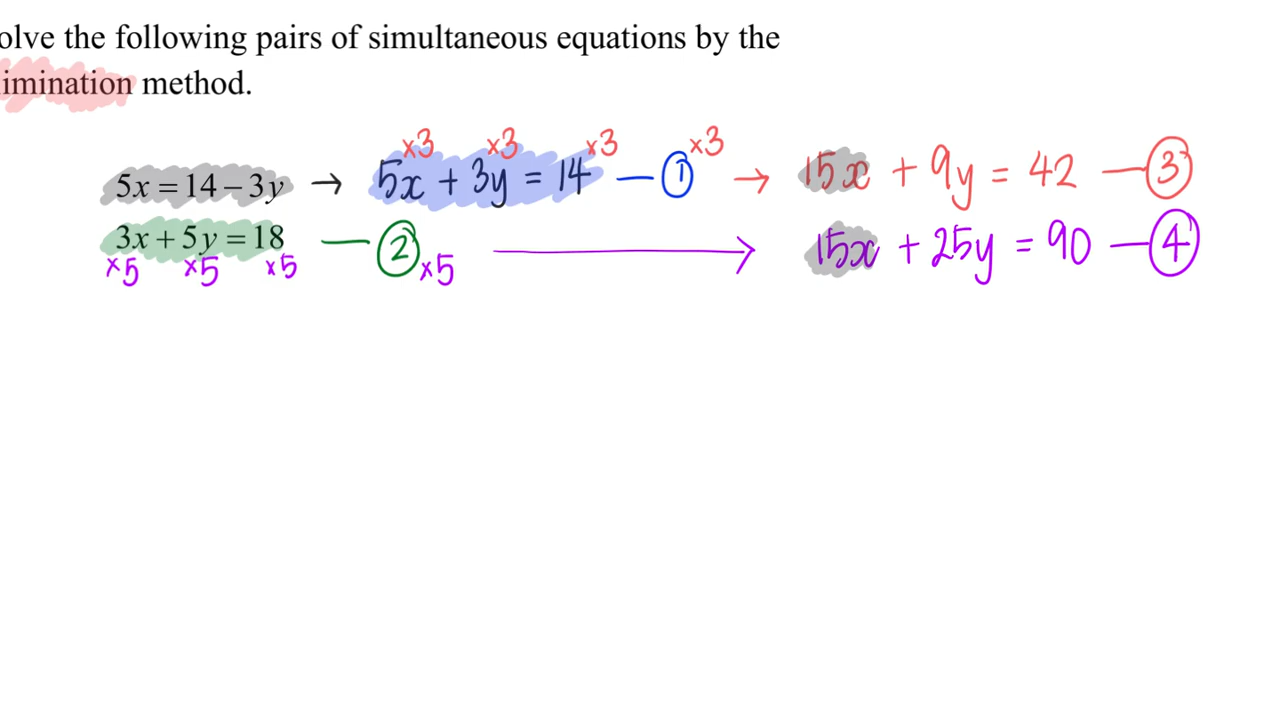 olve the following pairs of simultaneous equations by the
imination method.
×3 ×3 ×3 ×3
5x = 14 − 3y → 5x + 3y = 14 — ① → 15x + 9y = 42 — ③
3x + 5y = 18 — ② ×5 → 15x + 25y = 90 — ④
×5 ×5 ×5